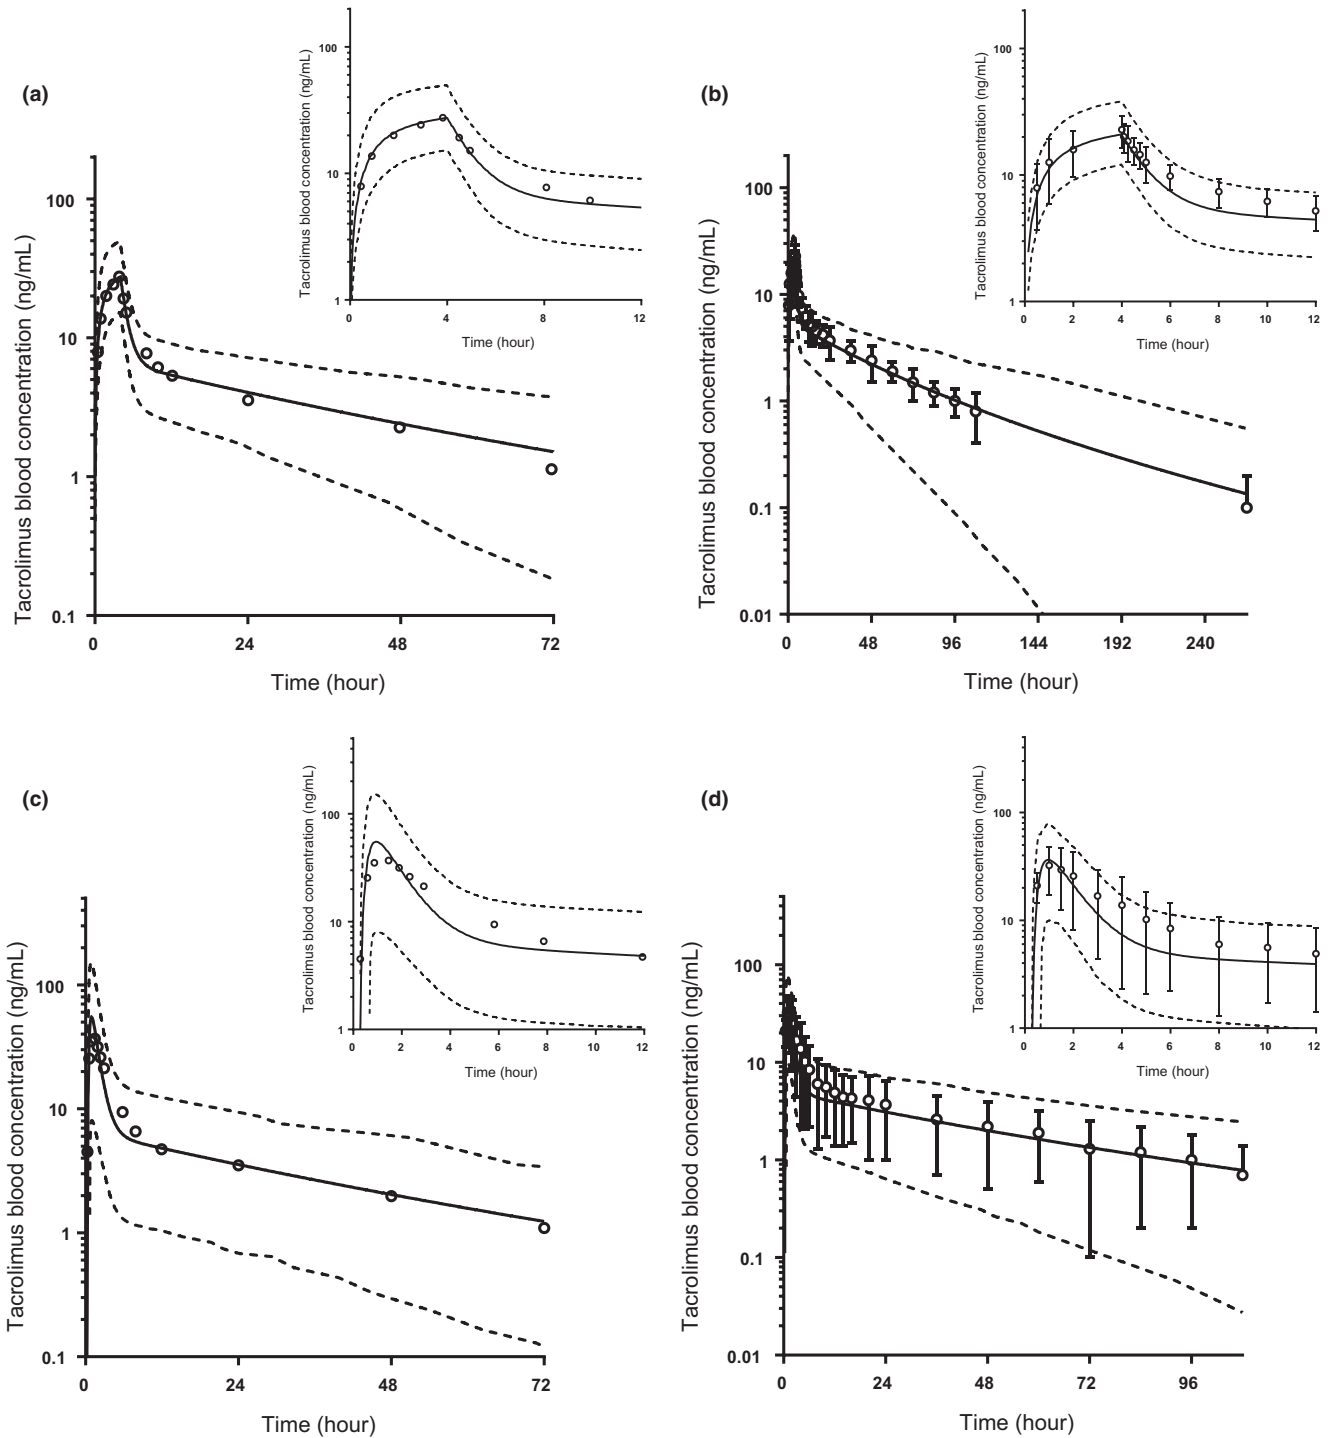 (a)
Tacrolimus blood concentration (ng/mL)
100
10
1
0.1
0 24 48 72
Time (hour)
Tacrolimus blood concentration (ng/mL)
100
10
1
0 4 8 12
Time (hour)
(b)
Tacrolimus blood concentration (ng/mL)
100
10
1
0.1
0.01
0 48 96 144 192 240
Time (hour)
Tacrolimus blood concentration (ng/mL)
100
10
1
0 2 4 6 8 10 12
Time (hour)
(c)
Tacrolimus blood concentration (ng/mL)
100
10
1
0.1
0 24 48 72
Time (hour)
Tacrolimus blood concentration (ng/mL)
100
10
1
0 2 4 6 8 10 12
Time (hour)
(d)
Tacrolimus blood concentration (ng/mL)
100
10
1
0.1
0.01
0 24 48 72 96
Time (hour)
Tacrolimus blood concentration (ng/mL)
100
10
1
0 2 4 6 8 10 12
Time (hour)